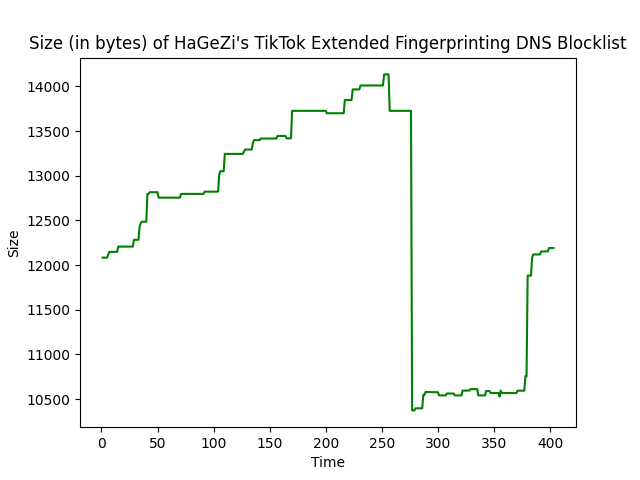 Size (in bytes) of HaGeZi's TikTok Extended Fingerprinting DNS Blocklist
14000
13500
13000
12500
12000
11500
11000
10500
Size
0 50 100 150 200 250 300 350 400
Time